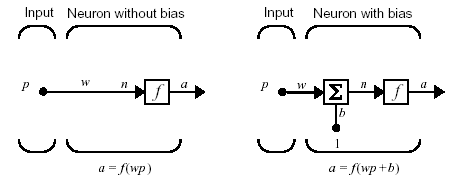 Input Neuron without bias
p w n f a
a = f(wp)
Input Neuron with bias
p w Σ n f a
b
1
a = f(wp+b)